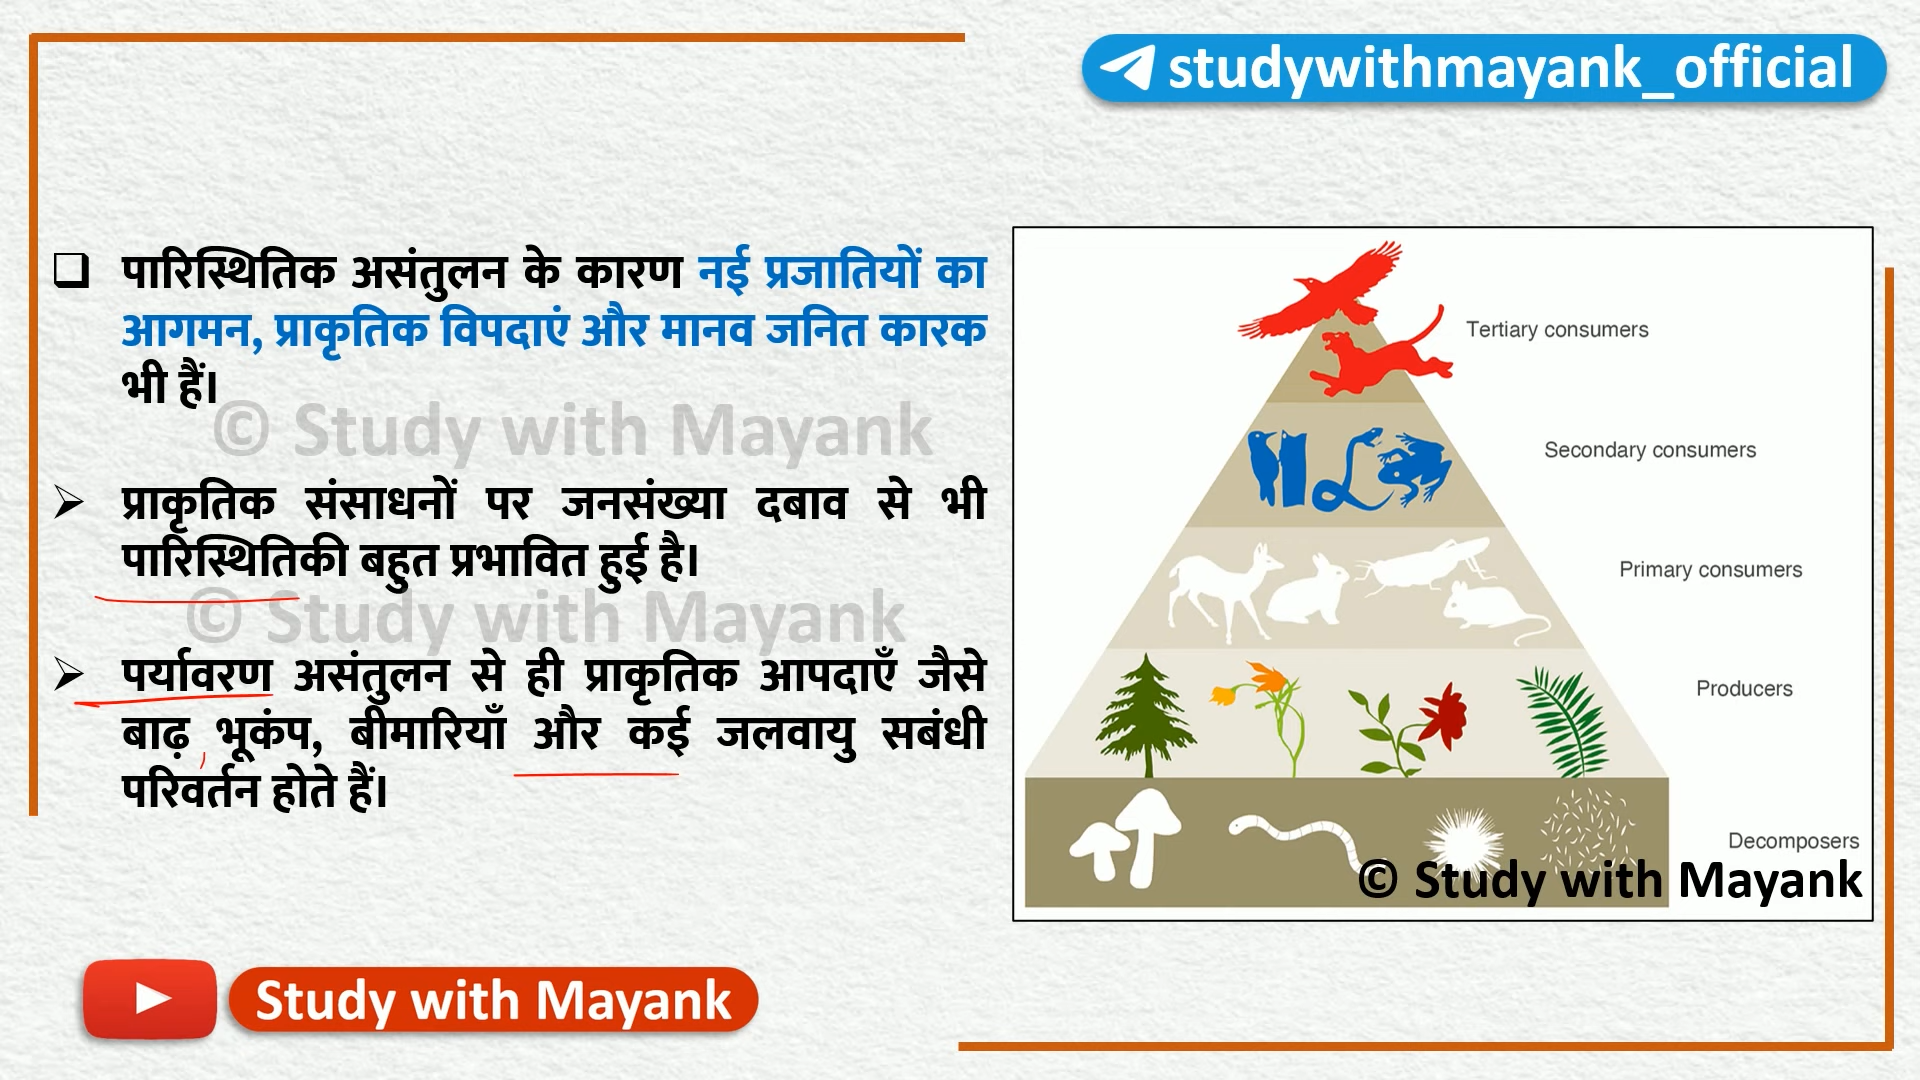 studywithmayank_official
पारिस्थितिक असंतुलन के कारण नई प्रजातियों का
आगमन, प्राकृतिक विपदाएं और मानव जनित कारक
भी हैं।
© Study with Mayank
प्राकृतिक संसाधनों पर जनसंख्या दबाव से भी
पारिस्थितिकी बहुत प्रभावित हुई है।
© Study with Mayank
पर्यावरण असंतुलन से ही प्राकृतिक आपदाएँ जैसे
बाढ़ भूकंप, बीमारियाँ और कई जलवायु सबंधी
परिवर्तन होते हैं।
Tertiary consumers
Secondary consumers
Primary consumers
Producers
Decomposers
© Study with Mayank
Study with Mayank